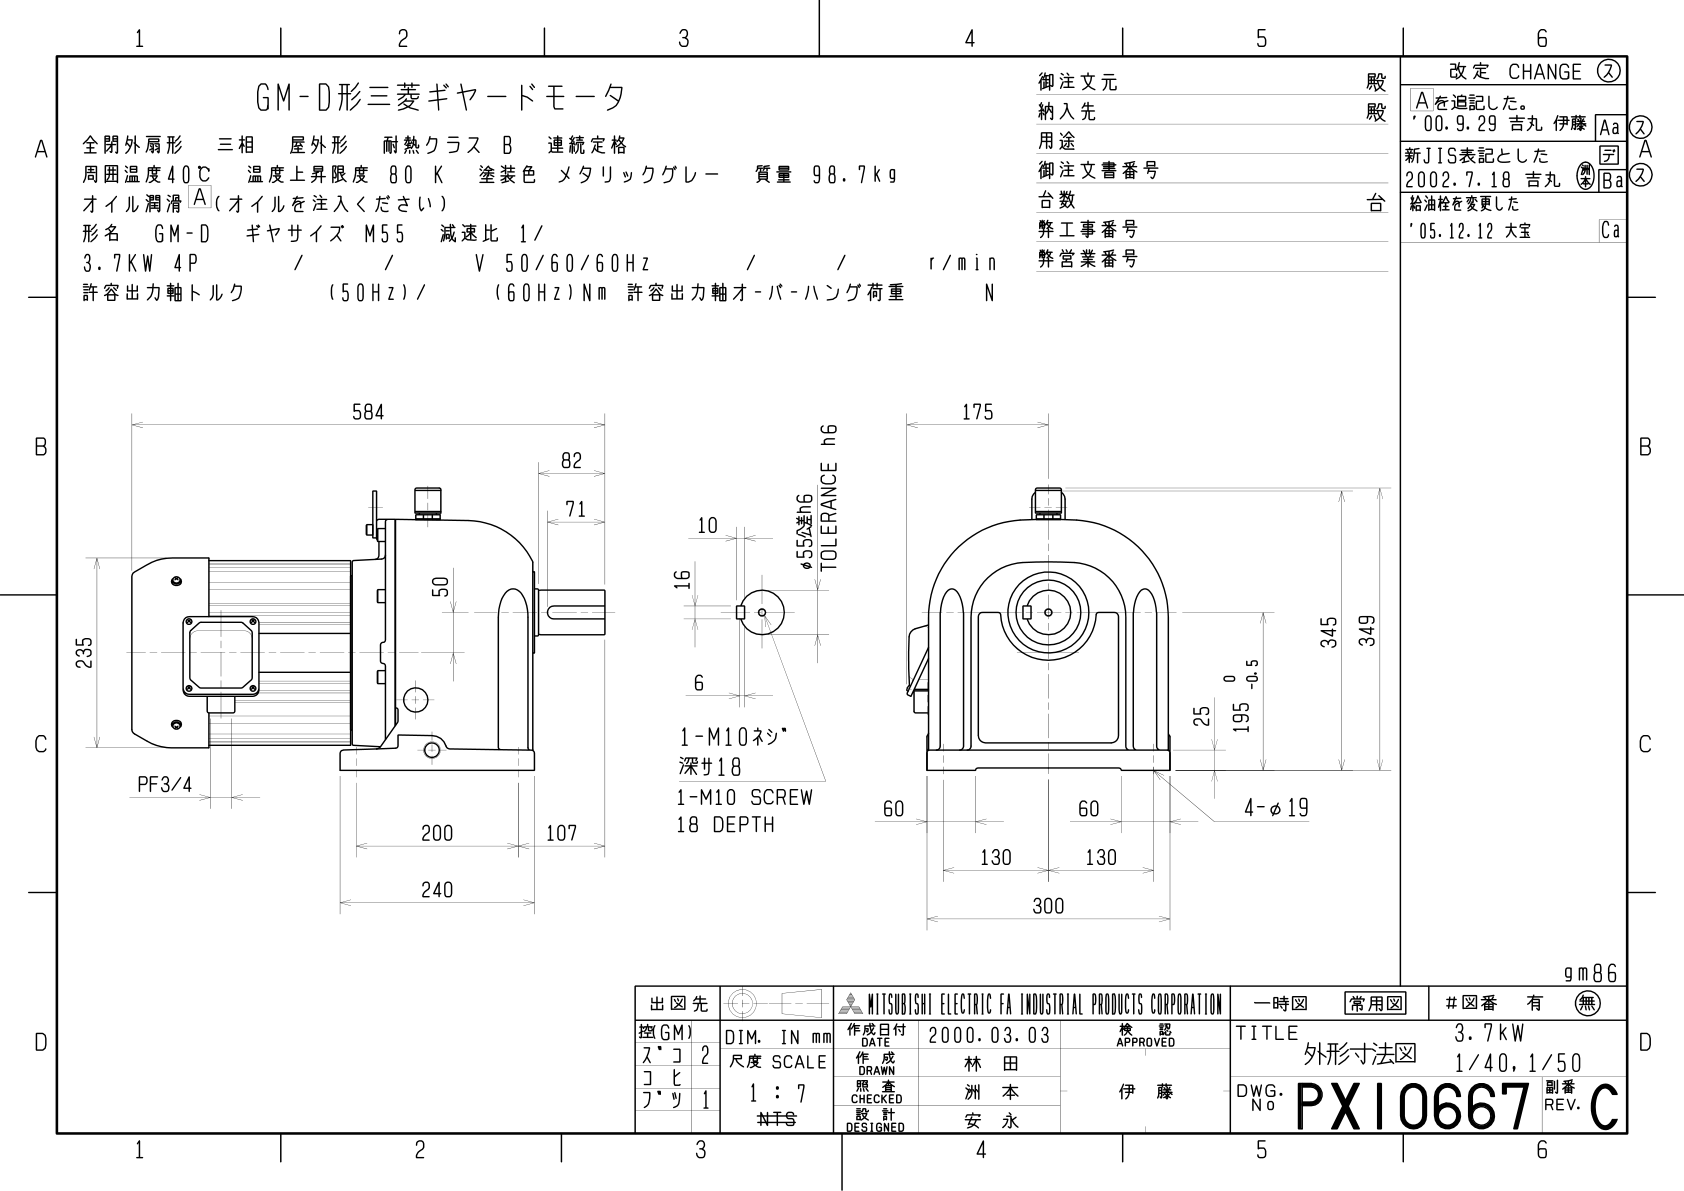 1 2 3 4 5 6
GM-D形三菱ギヤードモータ
全閉外扇形 三相 屋外形 耐熱クラス B 連続定格
周囲温度40℃ 温度上昇限度 80 K 塗装色 メタリックグレー 質量 98.7kg
オイル潤滑 A (オイルを注入ください)
形名 GM-D ギヤサイズ M55 減速比 1/
3.7KW 4P / / V 50/60/60Hz / / r/min
許容出力軸トルク (50Hz)/ (60Hz)Nm 許容出力軸オ-バ-ハング荷重 N
御注文元 殿
納入先 殿
用途
御注文書番号
台数 台
弊工事番号
弊営業番号
改定 CHANGE ス
Aを追記した。
'00.9.29 吉丸 伊藤 Aa ス
新JIS表記とした デ
2002.7.18 吉丸 洲本 Ba ス
給油栓を変更した
'05.12.12 大宝 Ca
A A
B B
C C
D D
584
82
71
50
235
PF3/4
200 107
240
10
16
6
φ55公差h6
TOLERANCE h6
1-M10ネジ
深サ18
1-M10 SCREW
18 DEPTH
175
345
349
25
195 0 -0.5
60 60
4-φ19
130 130
300
gm86
出図先
控(GM)
ズコ 2
コヒ
ブツ 1
DIM. IN mm
尺度 SCALE
1 : 7
NTS
MITSUBISHI ELECTRIC FA INDUSTRIAL PRODUCTS CORPORATION
作成日付 DATE 2000.03.03 検 認 APPROVED
作 成 DRAWN 林 田
照 査 CHECKED 洲 本 伊 藤
設 計 DESIGNED 安 永
一時図 常用図 #図番 有 無
TITLE 3.7kW
外形寸法図 1/40,1/50
DWG. No PX10667 副番 REV. C
1 2 3 4 5 6